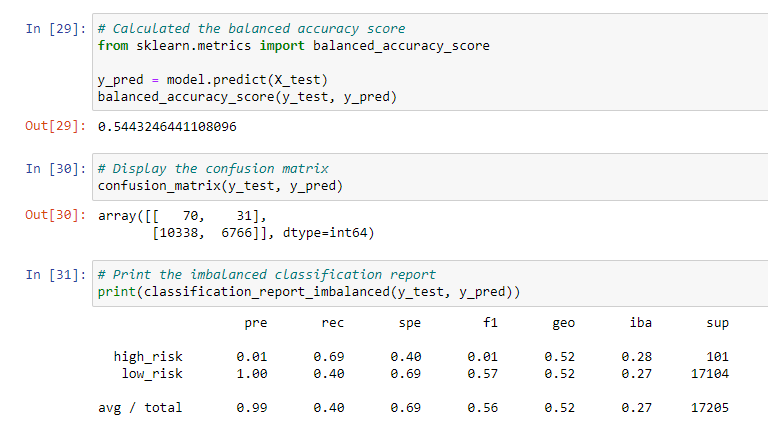 In [29]: # Calculated the balanced accuracy score
from sklearn.metrics import balanced_accuracy_score
y_pred = model.predict(X_test)
balanced_accuracy_score(y_test, y_pred)
Out[29]: 0.5443246441108096
In [30]: # Display the confusion matrix
confusion_matrix(y_test, y_pred)
Out[30]: array([[   70,    31],
       [10338,  6766]], dtype=int64)
In [31]: # Print the imbalanced classification report
print(classification_report_imbalanced(y_test, y_pred))
pre rec spe f1 geo iba sup
high_risk 0.01 0.69 0.40 0.01 0.52 0.28 101
low_risk 1.00 0.40 0.69 0.57 0.52 0.27 17104
avg / total 0.99 0.40 0.69 0.56 0.52 0.27 17205